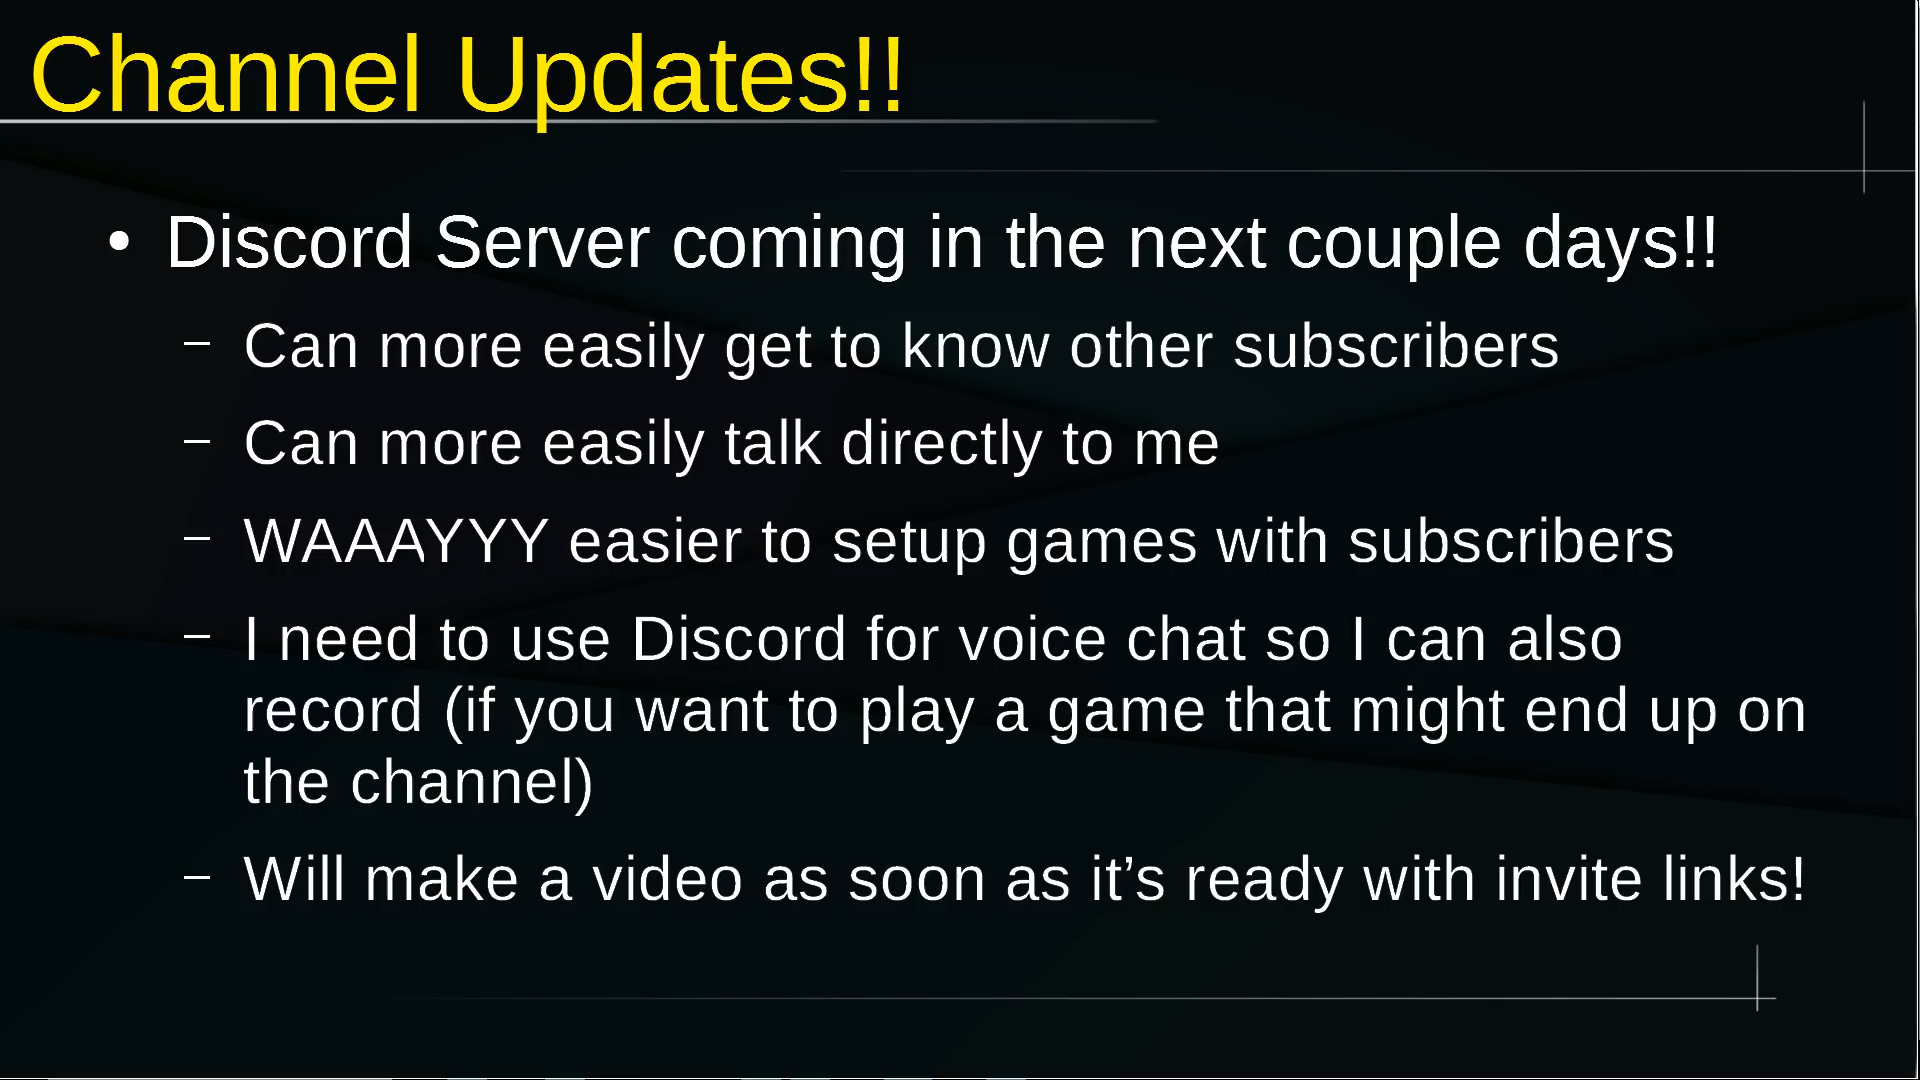 Channel Updates!!
• Discord Server coming in the next couple days!!
– Can more easily get to know other subscribers
– Can more easily talk directly to me
– WAAAYYY easier to setup games with subscribers
– I need to use Discord for voice chat so I can also
record (if you want to play a game that might end up on
the channel)
– Will make a video as soon as it’s ready with invite links!